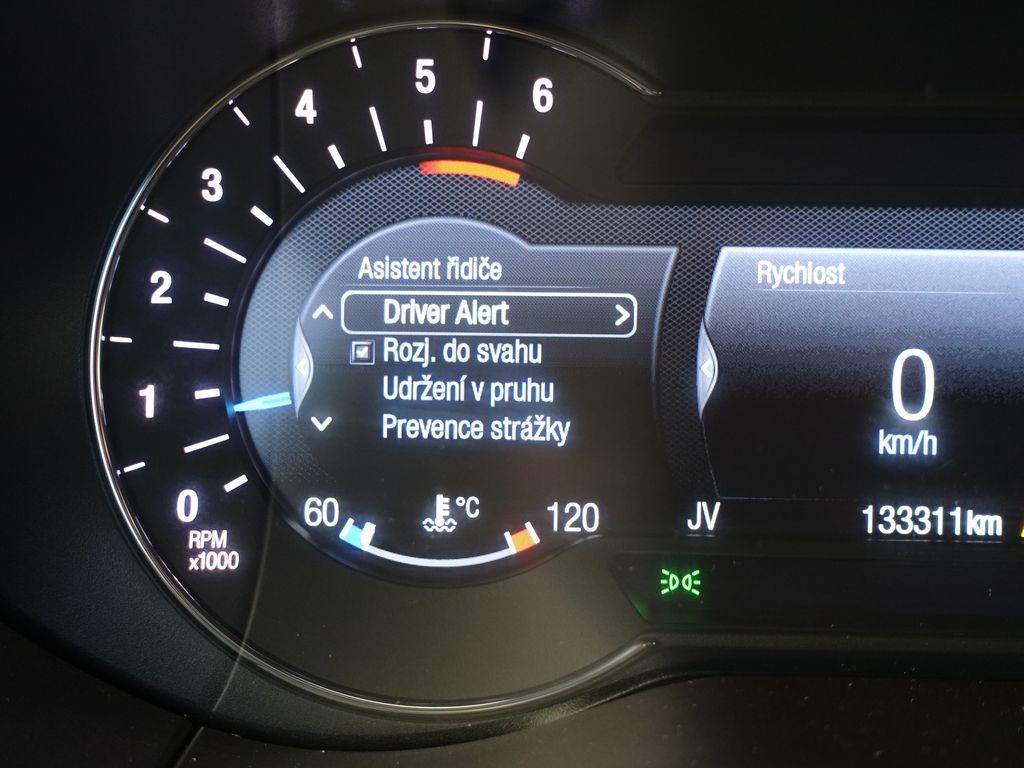 0
1
2
3
4
5
6
RPM
x1000
Asistent řidiče
Driver Alert
Rozj. do svahu
Udržení v pruhu
Prevence strážky
60
°C
120
Rychlost
0
km/h
JV
133311km